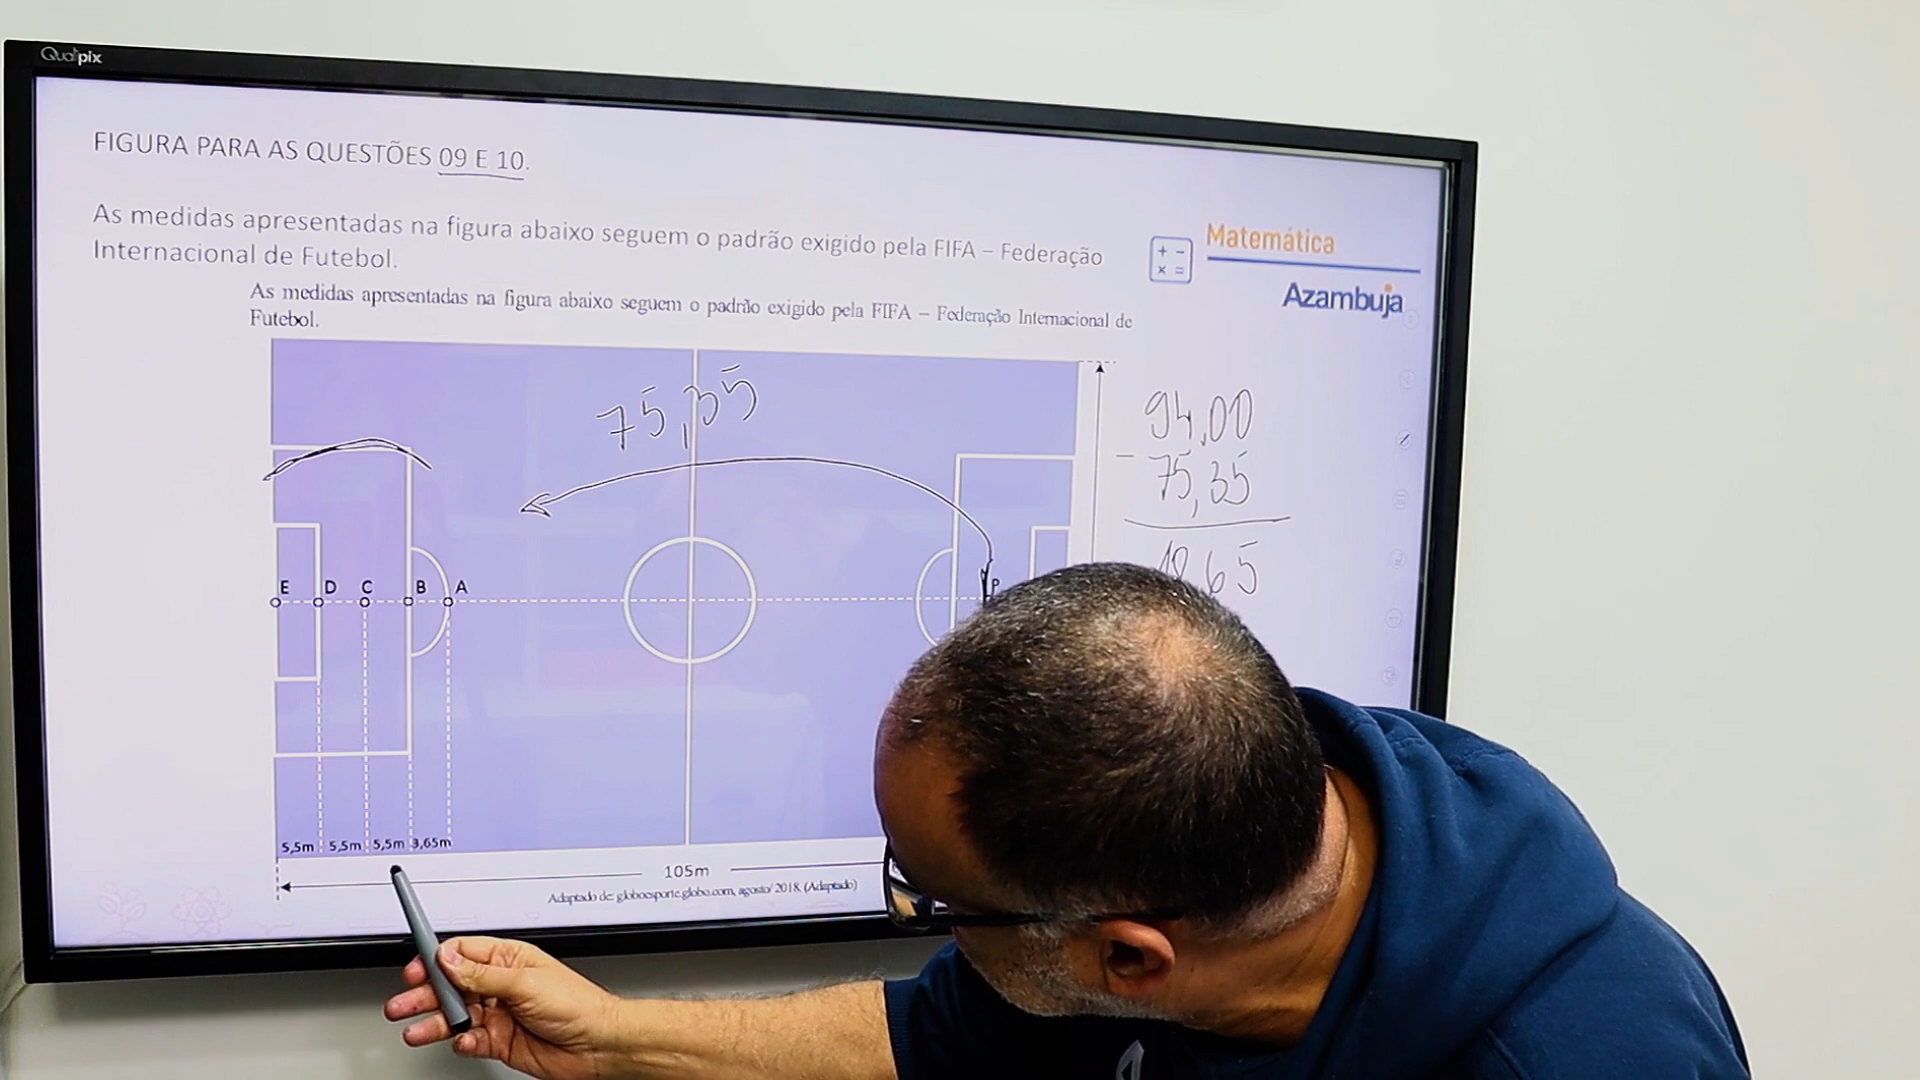 Qualpix
FIGURA PARA AS QUESTÕES 09 E 10.
As medidas apresentadas na figura abaixo seguem o padrão exigido pela FIFA – Federação
Internacional de Futebol.
Matemática
Azambuja
+ -
× =
As medidas apresentadas na figura abaixo seguem o padrão exigido pela FIFA – Federação Internacional de
Futebol.
75,35
94,00
- 75,35
18,65
E D C B A P
5,5m 5,5m 5,5m 3,65m
105m
Adaptado de: globoesporte.globo.com, agosto/ 2018. (Adaptado)